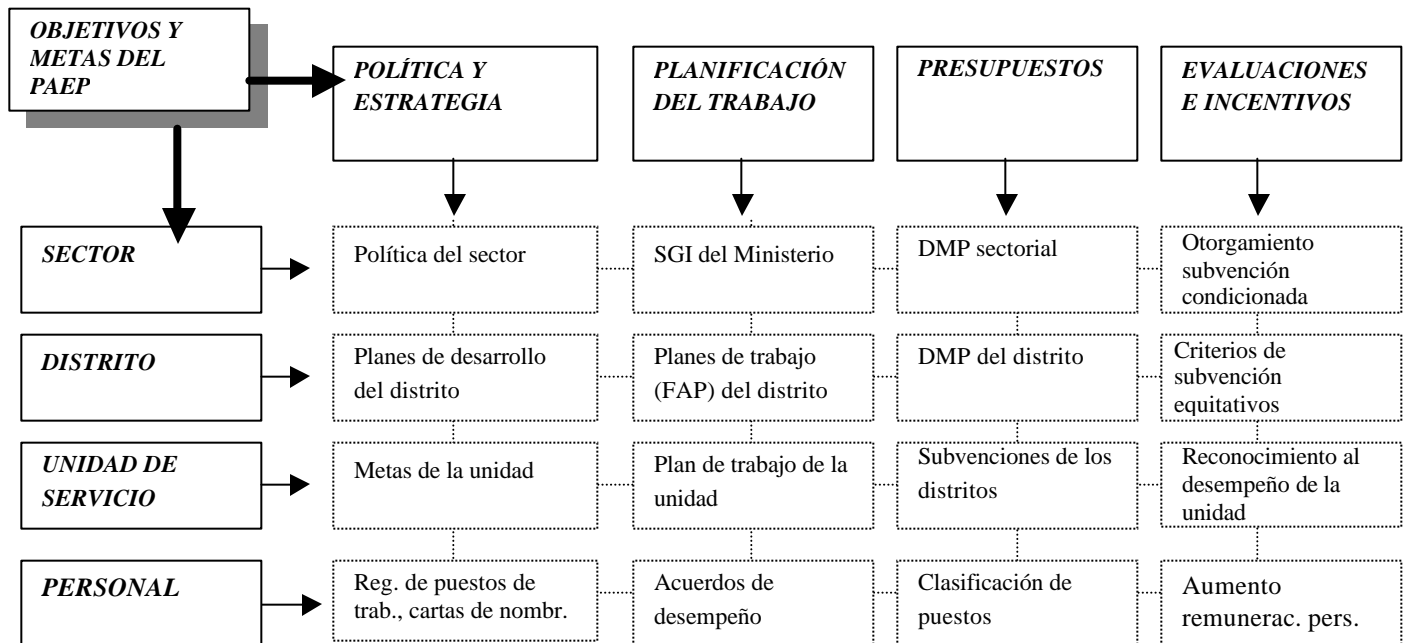 OBJETIVOS Y
METAS DEL
PAEP
POLÍTICA Y
ESTRATEGIA
PLANIFICACIÓN
DEL TRABAJO
PRESUPUESTOS
EVALUACIONES
E INCENTIVOS
SECTOR
Política del sector
SGI del Ministerio
DMP sectorial
Otorgamiento
subvención
condicionada
DISTRITO
Planes de desarrollo
del distrito
Planes de trabajo
(FAP) del distrito
DMP del distrito
Criterios de
subvención
equitativos
UNIDAD DE
SERVICIO
Metas de la unidad
Plan de trabajo de la
unidad
Subvenciones de los
distritos
Reconocimiento al
desempeño de la
unidad
PERSONAL
Reg. de puestos de
trab., cartas de nombr.
Acuerdos de
desempeño
Clasificación de
puestos
Aumento
remunerac. pers.